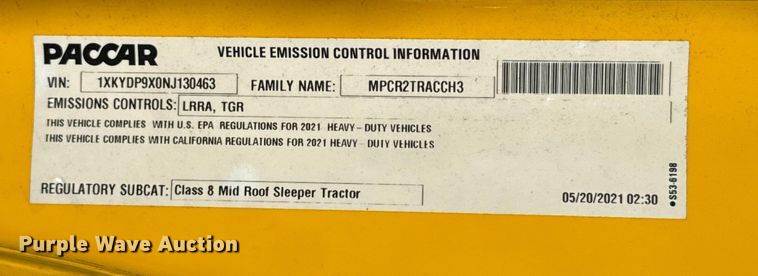 PACCAR VEHICLE EMISSION CONTROL INFORMATION
VIN: 1XKYDP9X0NJ130463 FAMILY NAME: MPCR2TRACCH3
EMISSIONS CONTROLS: LRRA, TGR
THIS VEHICLE COMPLIES WITH U.S. EPA REGULATIONS FOR 2021 HEAVY-DUTY VEHICLES
THIS VEHICLE COMPLIES WITH CALIFORNIA REGULATIONS FOR 2021 HEAVY-DUTY VEHICLES
REGULATORY SUBCAT: Class 8 Mid Roof Sleeper Tractor
05/20/2021 02:30
S53-6198
Purple Wave Auction